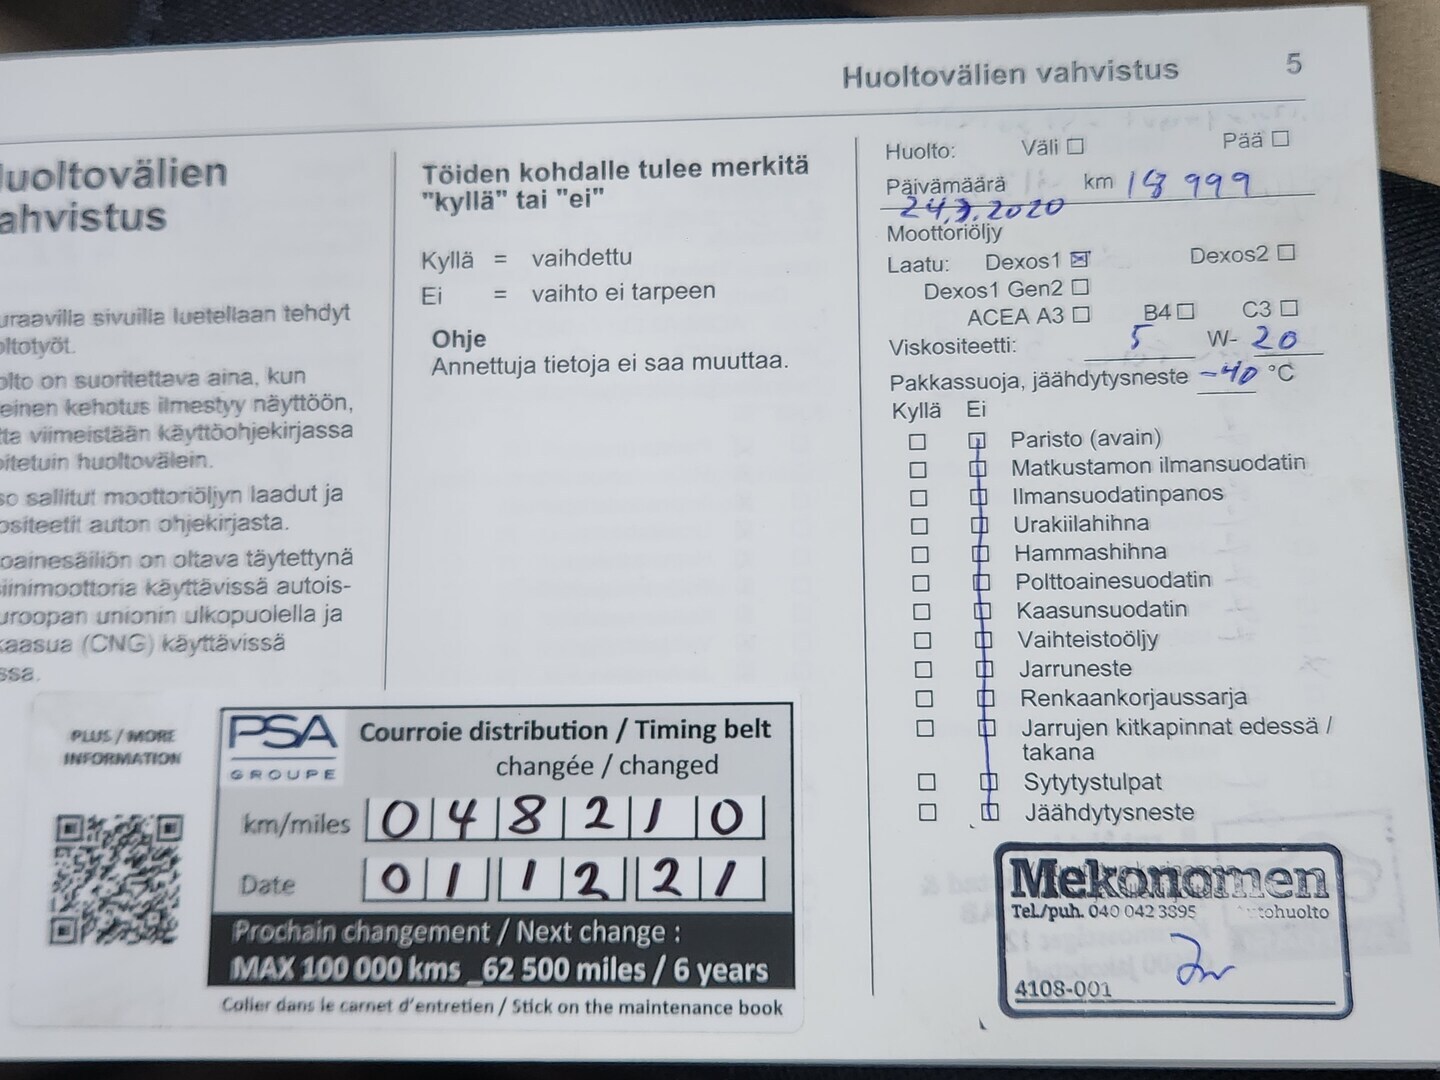 Huoltovälien vahvistus 5
uoltovälien
ahvistus
uraavilla sivuilla luetellaan tehdyt
oltotyöt.
olto on suoritettava aina, kun
einen kehotus ilmestyy näyttöön,
tta viimeistään käyttöohjekirjassa
oitetuin huoltovälein.
so sallitut moottoriöljyn laadut ja
ositeetit auton ohjekirjasta.
oainesäiliön on oltava täytettynä
siinimoottoria käyttävissä autois-
uroopan unionin ulkopuolella ja
kaasua (CNG) käyttävissä
ssa.
Töiden kohdalle tulee merkitä
"kyllä" tai "ei"
Kyllä = vaihdettu
Ei = vaihto ei tarpeen
Ohje
Annettuja tietoja ei saa muuttaa.
PLUS / MORE
INFORMATION
PSA
GROUPE
Courroie distribution / Timing belt
changée / changed
km/miles 048210
Date 01 12 21
Prochain changement / Next change :
MAX 100 000 kms _62 500 miles / 6 years
Coller dans le carnet d'entretien / Stick on the maintenance book
Huolto: Väli Pää
Päivämäärä km 18 999
24.3.2020
Moottoriöljy
Laatu: Dexos1 Dexos2
Dexos1 Gen2
ACEA A3 B4 C3
Viskositeetti: 5 W- 20
Pakkassuoja, jäähdytysneste -40 °C
Kyllä Ei
Paristo (avain)
Matkustamon ilmansuodatin
Ilmansuodatinpanos
Urakiilahihna
Hammashihna
Polttoainesuodatin
Kaasunsuodatin
Vaihteistoöljy
Jarruneste
Renkaankorjaussarja
Jarrujen kitkapinnat edessä /
takana
Sytytystulpat
Jäähdytysneste
Mekonomen
Tel./puh. 040 042 3895 tohuolto
4108-001